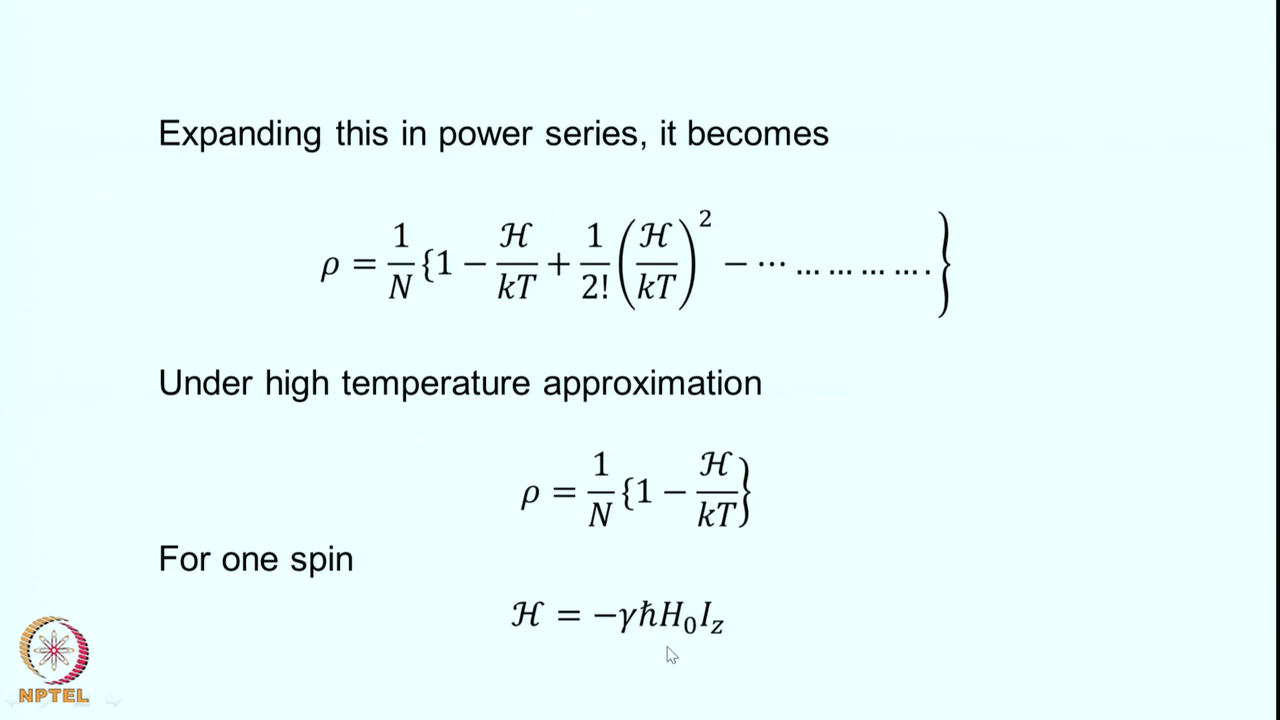 Expanding this in power series, it becomes
ρ = 1/N {1 − ℋ/kT + 1/2! (ℋ/kT)² − ⋯ … … … … . }
Under high temperature approximation
ρ = 1/N {1 − ℋ/kT}
For one spin
ℋ = −γℏH₀I_z
NPTEL